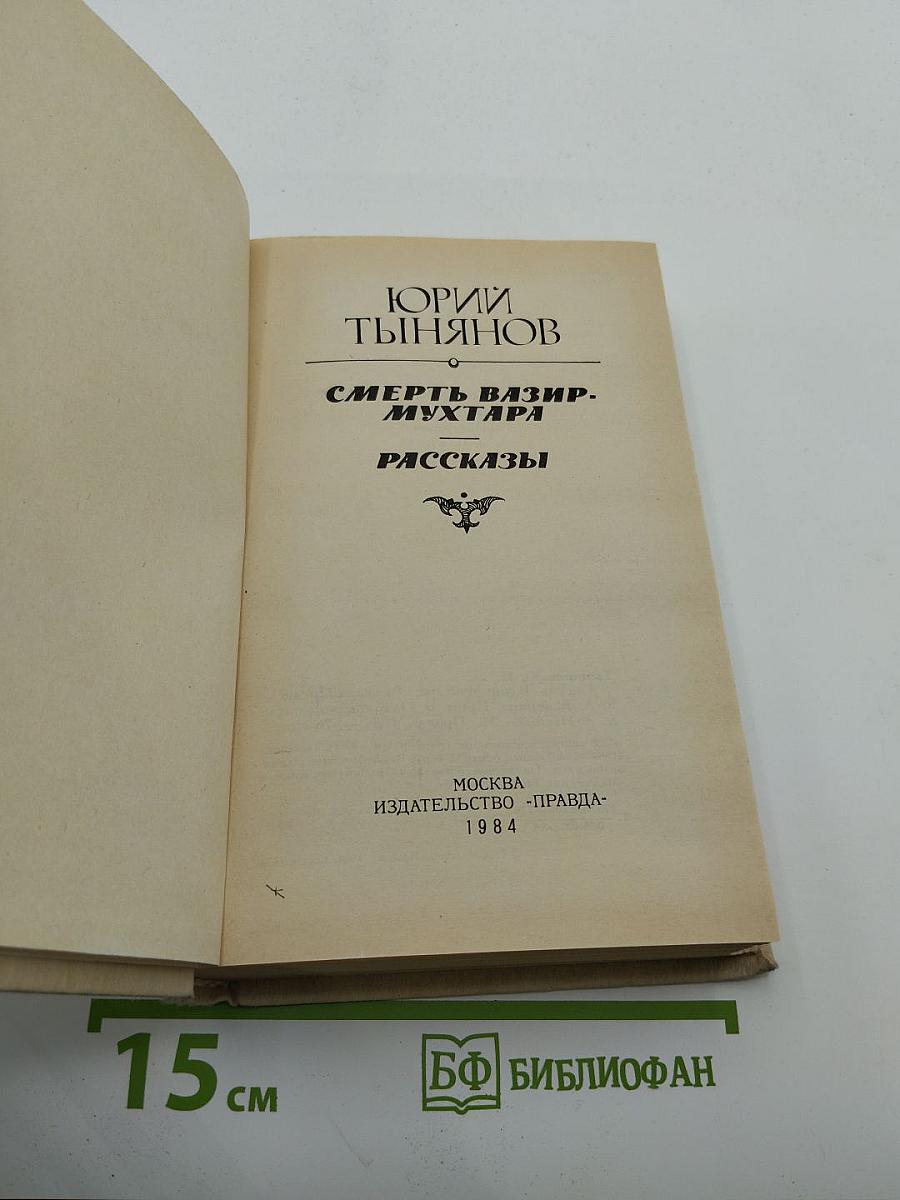 ЮРИЙ
ТЫНЯНОВ
СМЕРТЬ ВАЗИР-
МУХТАРА
РАССКАЗЫ
МОСКВА
ИЗДАТЕЛЬСТВО «ПРАВДА»
1984
15 см
БФ БИБЛИОФАН